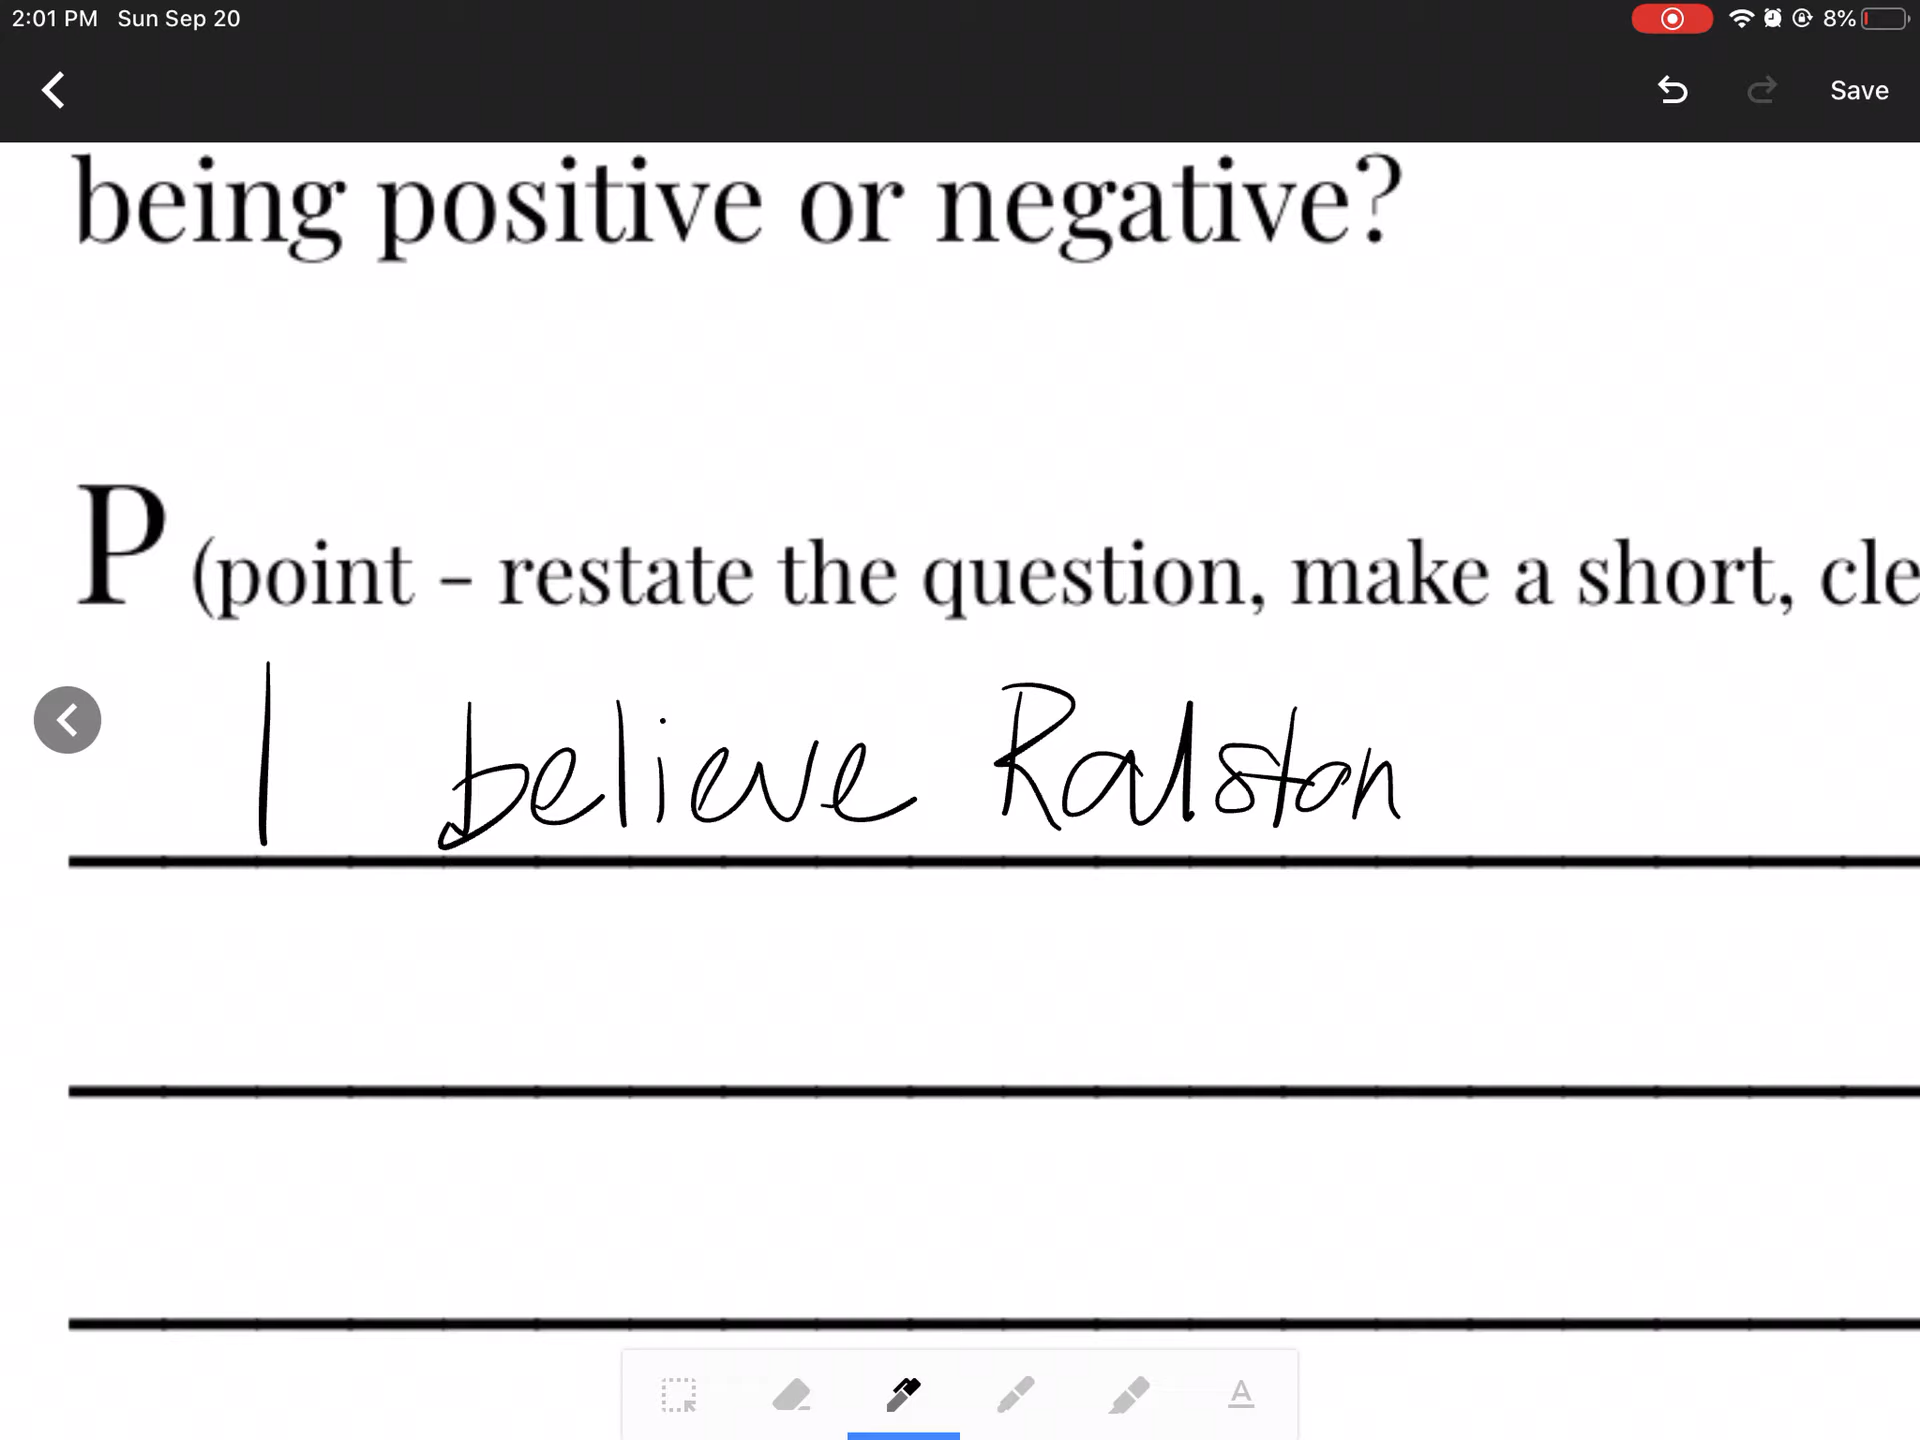 2:01 PM Sun Sep 20 8%
Save
being positive or negative?
P (point - restate the question, make a short, cle
I believe Ralston
A